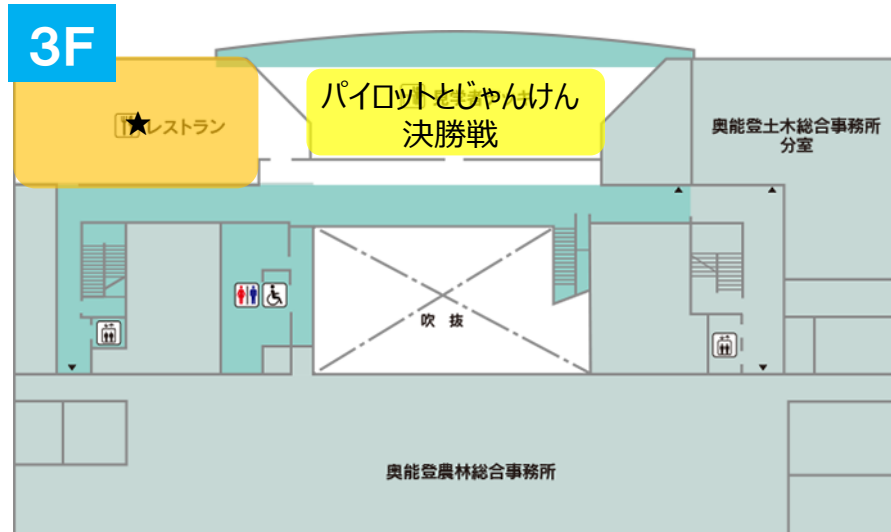 3F
パイロットとじゃんけん
決勝戦
★レストラン
奥能登土木総合事務所
分室
吹 抜
奥能登農林総合事務所